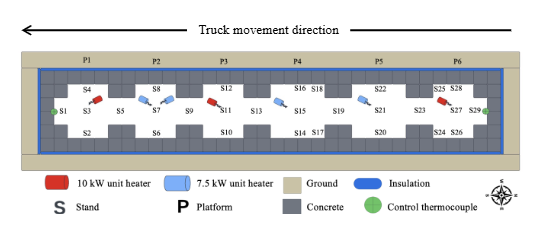 Truck movement direction
P1 P2 P3 P4 P5 P6
S4 S8 S12 S16 S18 S22 S25 S28
S1 S3 S5 S7 S9 S11 S13 S15 S19 S21 S23 S27 S29
S2 S6 S10 S14 S17 S20 S24 S26
10 kW unit heater 7.5 kW unit heater Ground Insulation
S Stand P Platform Concrete Control thermocouple